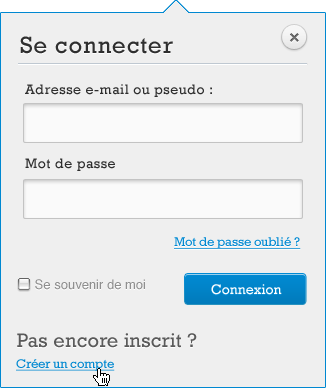 Se connecter
Adresse e-mail ou pseudo :
Mot de passe
Mot de passe oublié ?
Se souvenir de moi
Connexion
Pas encore inscrit ?
Créer un compte